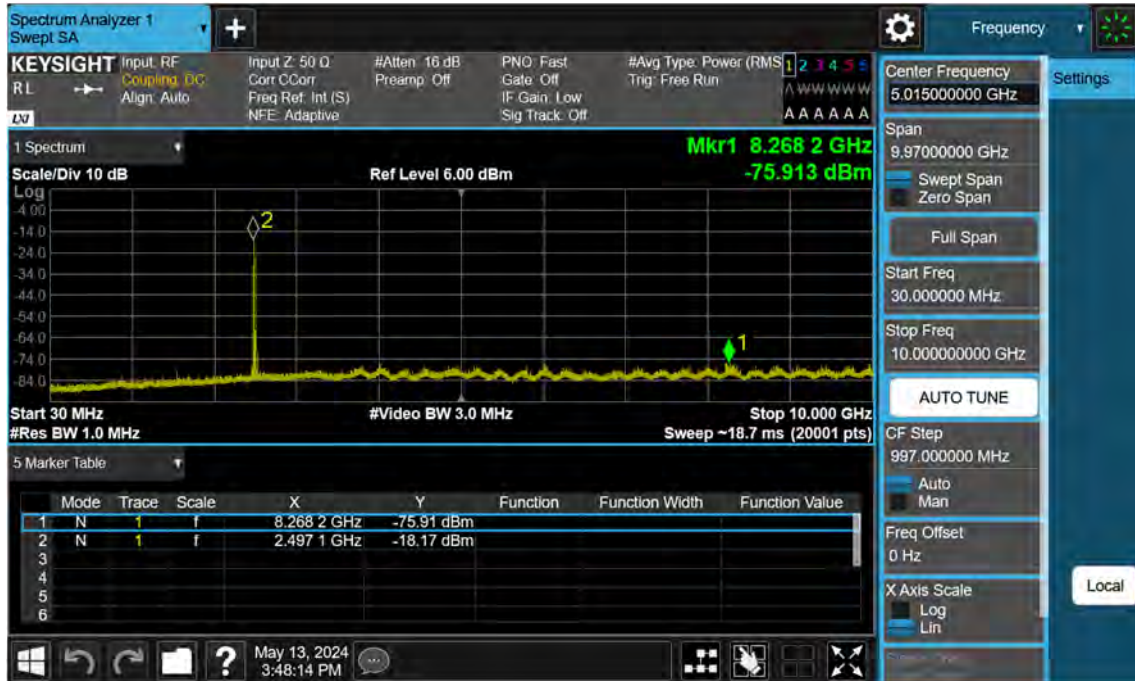 Spectrum Analyzer 1
Swept SA
Frequency
KEYSIGHT
RL
LXI
Input: RF
Coupling: DC
Align: Auto
Input Z: 50 Ω
Corr CCorr
Freq Ref: Int (S)
NFE: Adaptive
#Atten: 16 dB
Preamp: Off
PNO: Fast
Gate: Off
IF Gain: Low
Sig Track: Off
#Avg Type: Power (RMS
Trig: Free Run
1 2 3 4 5 6
A W W W W W
A A A A A A
1 Spectrum
Mkr1 8.268 2 GHz
-75.913 dBm
Scale/Div 10 dB
Ref Level 6.00 dBm
Log
-4.00
-14.0
-24.0
-34.0
-44.0
-54.0
-64.0
-74.0
-84.0
2
1
Start 30 MHz
#Video BW 3.0 MHz
Stop 10.000 GHz
#Res BW 1.0 MHz
Sweep ~18.7 ms (20001 pts)
5 Marker Table
Mode Trace Scale X Y Function Function Width Function Value
1 N 1 f 8.268 2 GHz -75.91 dBm
2 N 1 f 2.497 1 GHz -18.17 dBm
3
4
5
6
Center Frequency
5.015000000 GHz
Settings
Span
9.97000000 GHz
Swept Span
Zero Span
Full Span
Start Freq
30.000000 MHz
Stop Freq
10.000000000 GHz
AUTO TUNE
CF Step
997.000000 MHz
Auto
Man
Freq Offset
0 Hz
X Axis Scale
Log
Lin
Local
?
May 13, 2024
3:48:14 PM